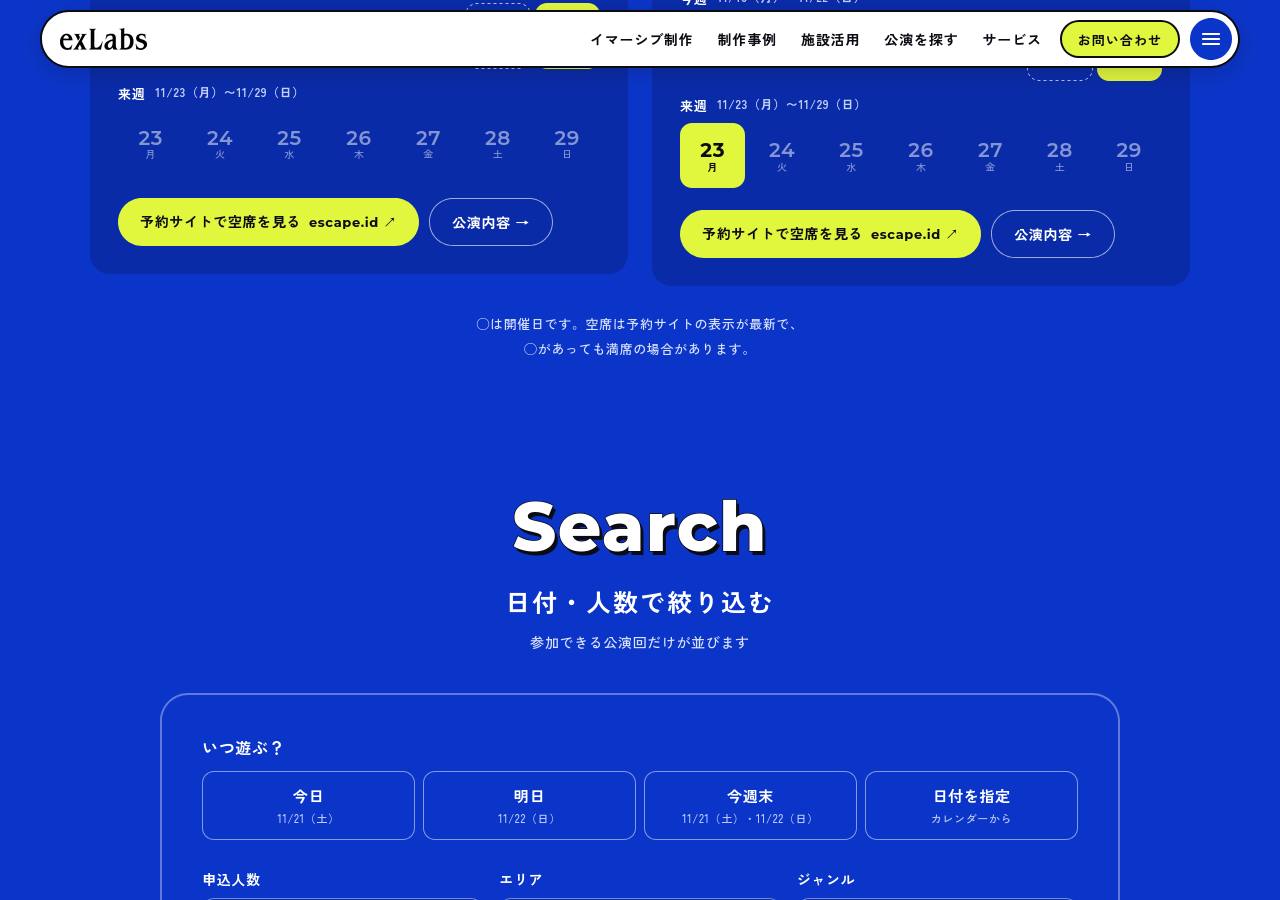 exLabs
イマーシブ制作 制作事例 施設活用 公演を探す サービス お問い合わせ
来週 11/23（月）〜11/29（日）
23 24 25 26 27 28 29
月 火 水 木 金 土 日
予約サイトで空席を見る escape.id ↗ 公演内容 →
来週 11/23（月）〜11/29（日）
23 24 25 26 27 28 29
月 火 水 木 金 土 日
予約サイトで空席を見る escape.id ↗ 公演内容 →
◯は開催日です。空席は予約サイトの表示が最新で、
◯があっても満席の場合があります。
Search
日付・人数で絞り込む
参加できる公演回だけが並びます
いつ遊ぶ？
今日 明日 今週末 日付を指定
11/21（土） 11/22（日） 11/21（土）・11/22（日） カレンダーから
申込人数 エリア ジャンル